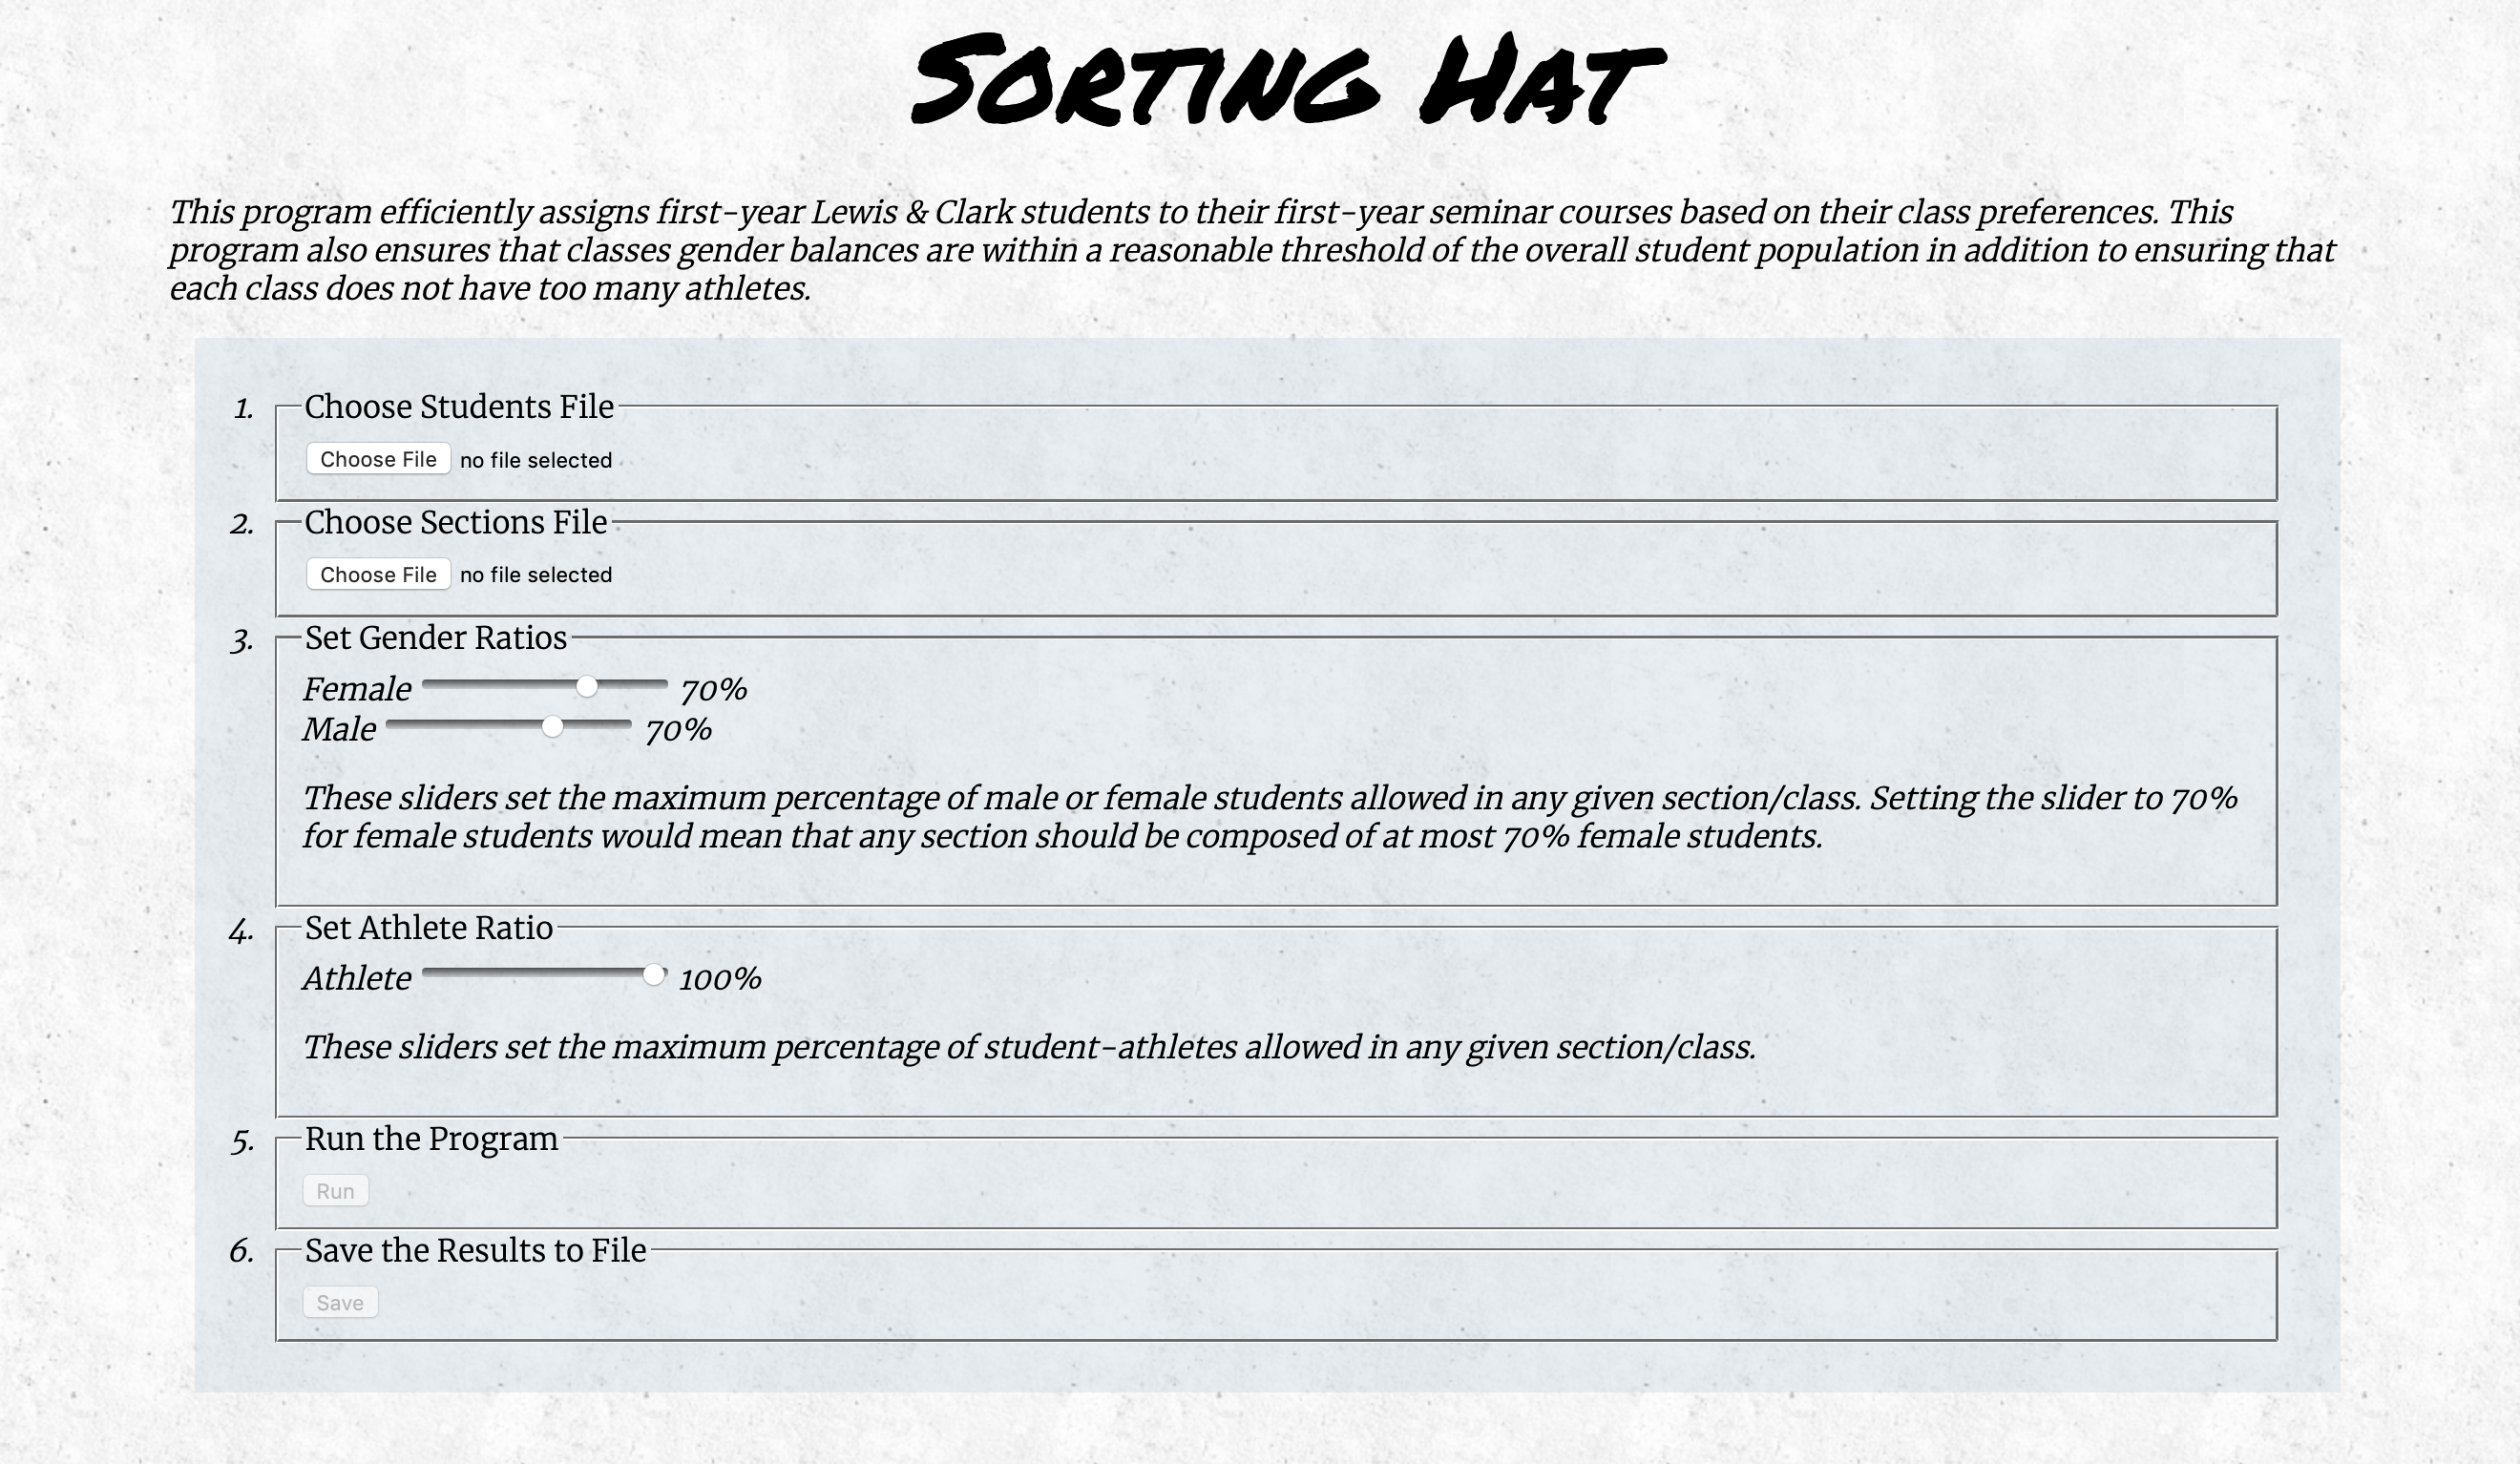 Sorting Hat
This program efficiently assigns first-year Lewis & Clark students to their first-year seminar courses based on their class preferences. This
program also ensures that classes gender balances are within a reasonable threshold of the overall student population in addition to ensuring that
each class does not have too many athletes.
1. Choose Students File
Choose File no file selected
2. Choose Sections File
Choose File no file selected
3. Set Gender Ratios
Female 70%
Male 70%
These sliders set the maximum percentage of male or female students allowed in any given section/class. Setting the slider to 70%
for female students would mean that any section should be composed of at most 70% female students.
4. Set Athlete Ratio
Athlete 100%
These sliders set the maximum percentage of student-athletes allowed in any given section/class.
5. Run the Program
Run
6. Save the Results to File
Save